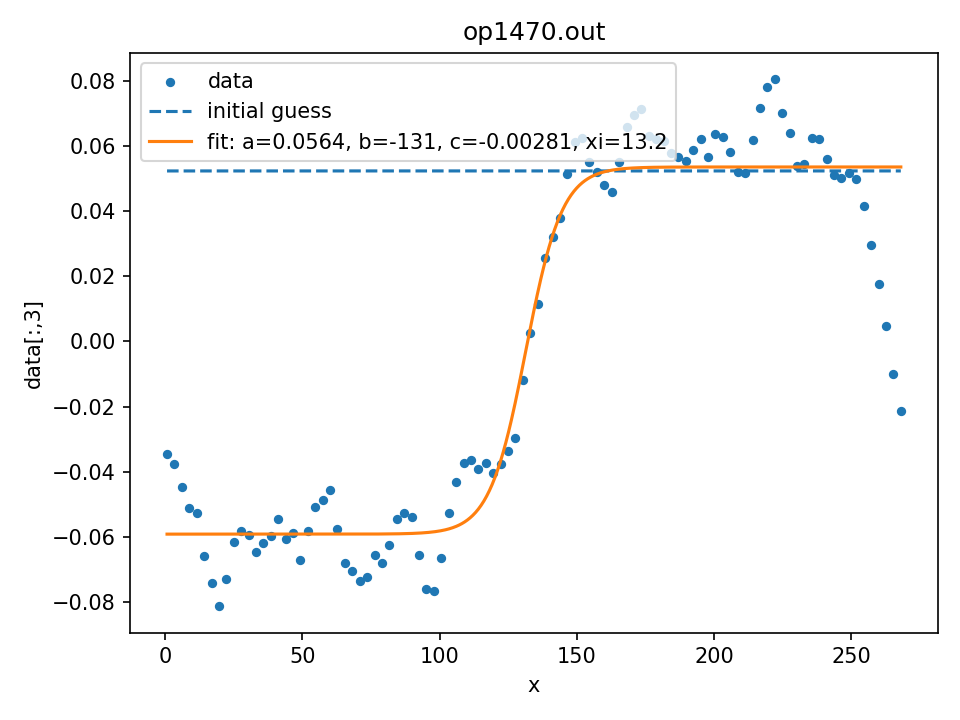 op1470.out
data
initial guess
fit: a=0.0564, b=-131, c=-0.00281, xi=13.2
0.08
0.06
0.04
0.02
0.00
−0.02
−0.04
−0.06
−0.08
data[:,3]
0 50 100 150 200 250
x